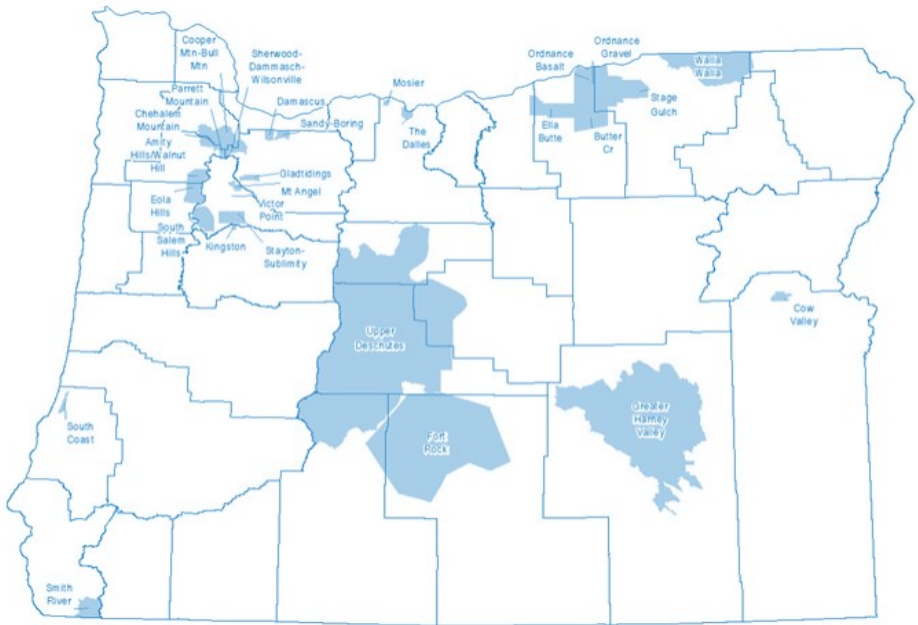 Cooper
Mtn-Bull
Mtn
Sherwood-
Dammasch-
Wilsonville
Parrett
Mountain
Damascus
Chehalem
Mountain
Sandy-Boring
Amity
Hills/Walnut
Hill
Gladtidings
Mt Angel
Eola
Hills
Victor
Point
South
Salem
Hills
Kingston
Stayton-
Sublimity
Mosier
The
Dalles
Ordnance
Basalt
Ordnance
Gravel
Walla
Walla
Stage
Gulch
Ella
Butte
Butter
Cr
Cow
Valley
Upper
Deschutes
Greater
Harney
Valley
Fort
Rock
South
Coast
Smith
River